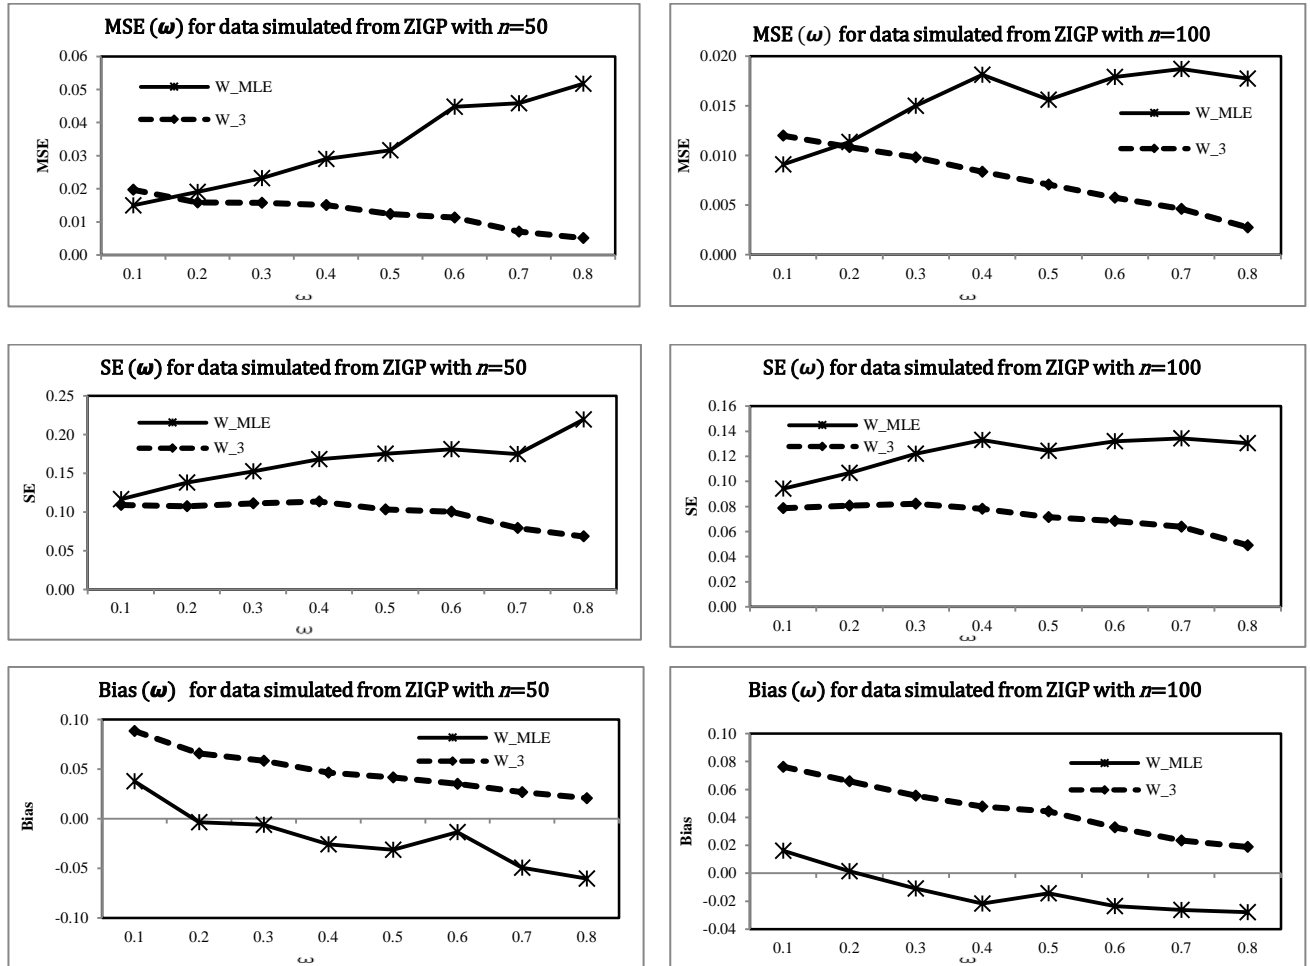 MSE (ω) for data simulated from ZIGP with n=50
0.06
0.05
0.04
0.03
0.02
0.01
0.00
MSE
W_MLE
W_3
0.1 0.2 0.3 0.4 0.5 0.6 0.7 0.8
ω
MSE (ω) for data simulated from ZIGP with n=100
0.020
0.015
0.010
0.005
0.000
MSE
W_MLE
W_3
0.1 0.2 0.3 0.4 0.5 0.6 0.7 0.8
ω
SE (ω) for data simulated from ZIGP with n=50
0.25
0.20
0.15
0.10
0.05
0.00
SE
W_MLE
W_3
0.1 0.2 0.3 0.4 0.5 0.6 0.7 0.8
ω
SE (ω) for data simulated from ZIGP with n=100
0.16
0.14
0.12
0.10
0.08
0.06
0.04
0.02
0.00
SE
W_MLE
W_3
0.1 0.2 0.3 0.4 0.5 0.6 0.7 0.8
ω
Bias (ω) for data simulated from ZIGP with n=50
0.10
0.05
0.00
-0.05
-0.10
Bias
W_MLE
W_3
0.1 0.2 0.3 0.4 0.5 0.6 0.7 0.8
ω
Bias (ω) for data simulated from ZIGP with n=100
0.10
0.08
0.06
0.04
0.02
0.00
-0.02
-0.04
Bias
W_MLE
W_3
0.1 0.2 0.3 0.4 0.5 0.6 0.7 0.8
ω